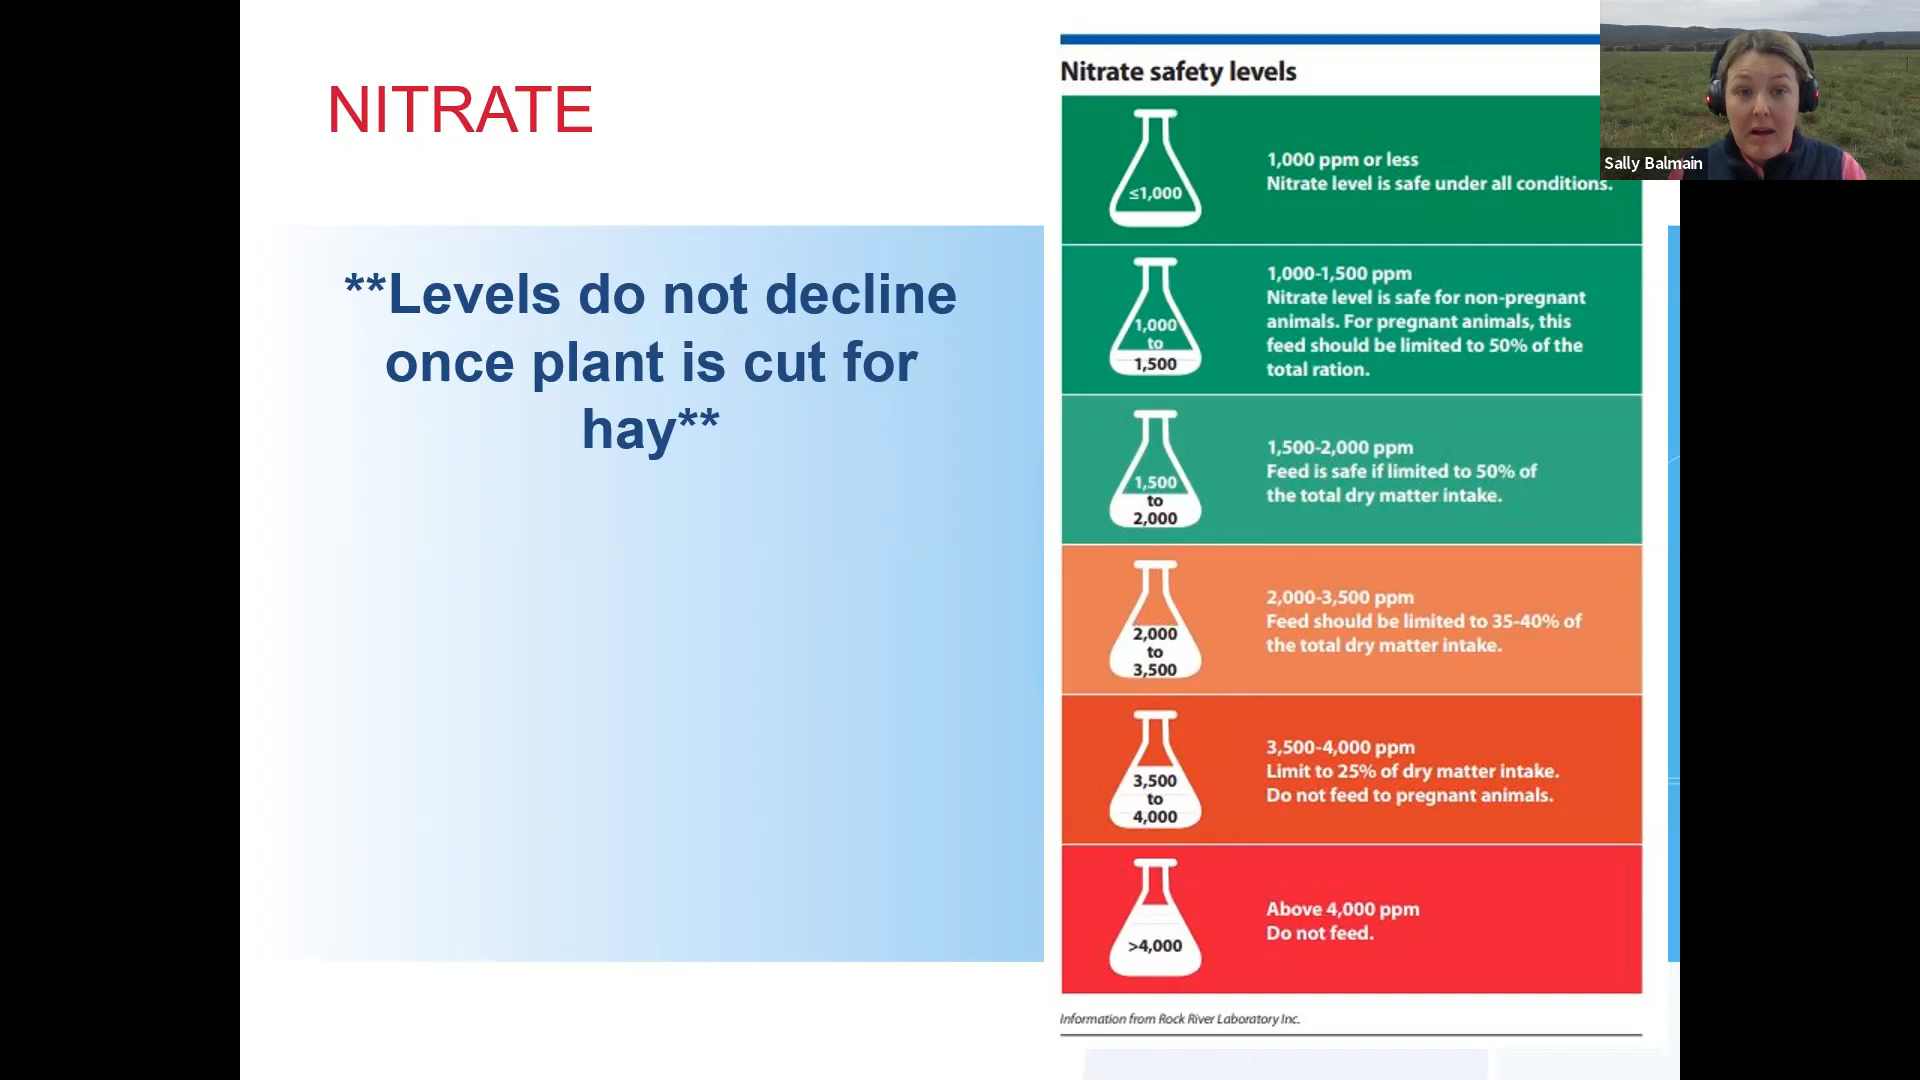 NITRATE
**Levels do not decline
once plant is cut for
hay**
Nitrate safety levels
≤1,000
1,000 ppm or less
Nitrate level is safe under all conditions.
1,000
to
1,500
1,000-1,500 ppm
Nitrate level is safe for non-pregnant
animals. For pregnant animals, this
feed should be limited to 50% of the
total ration.
1,500
to
2,000
1,500-2,000 ppm
Feed is safe if limited to 50% of
the total dry matter intake.
2,000
to
3,500
2,000-3,500 ppm
Feed should be limited to 35-40% of
the total dry matter intake.
3,500
to
4,000
3,500-4,000 ppm
Limit to 25% of dry matter intake.
Do not feed to pregnant animals.
>4,000
Above 4,000 ppm
Do not feed.
Information from Rock River Laboratory Inc.
Sally Balmain